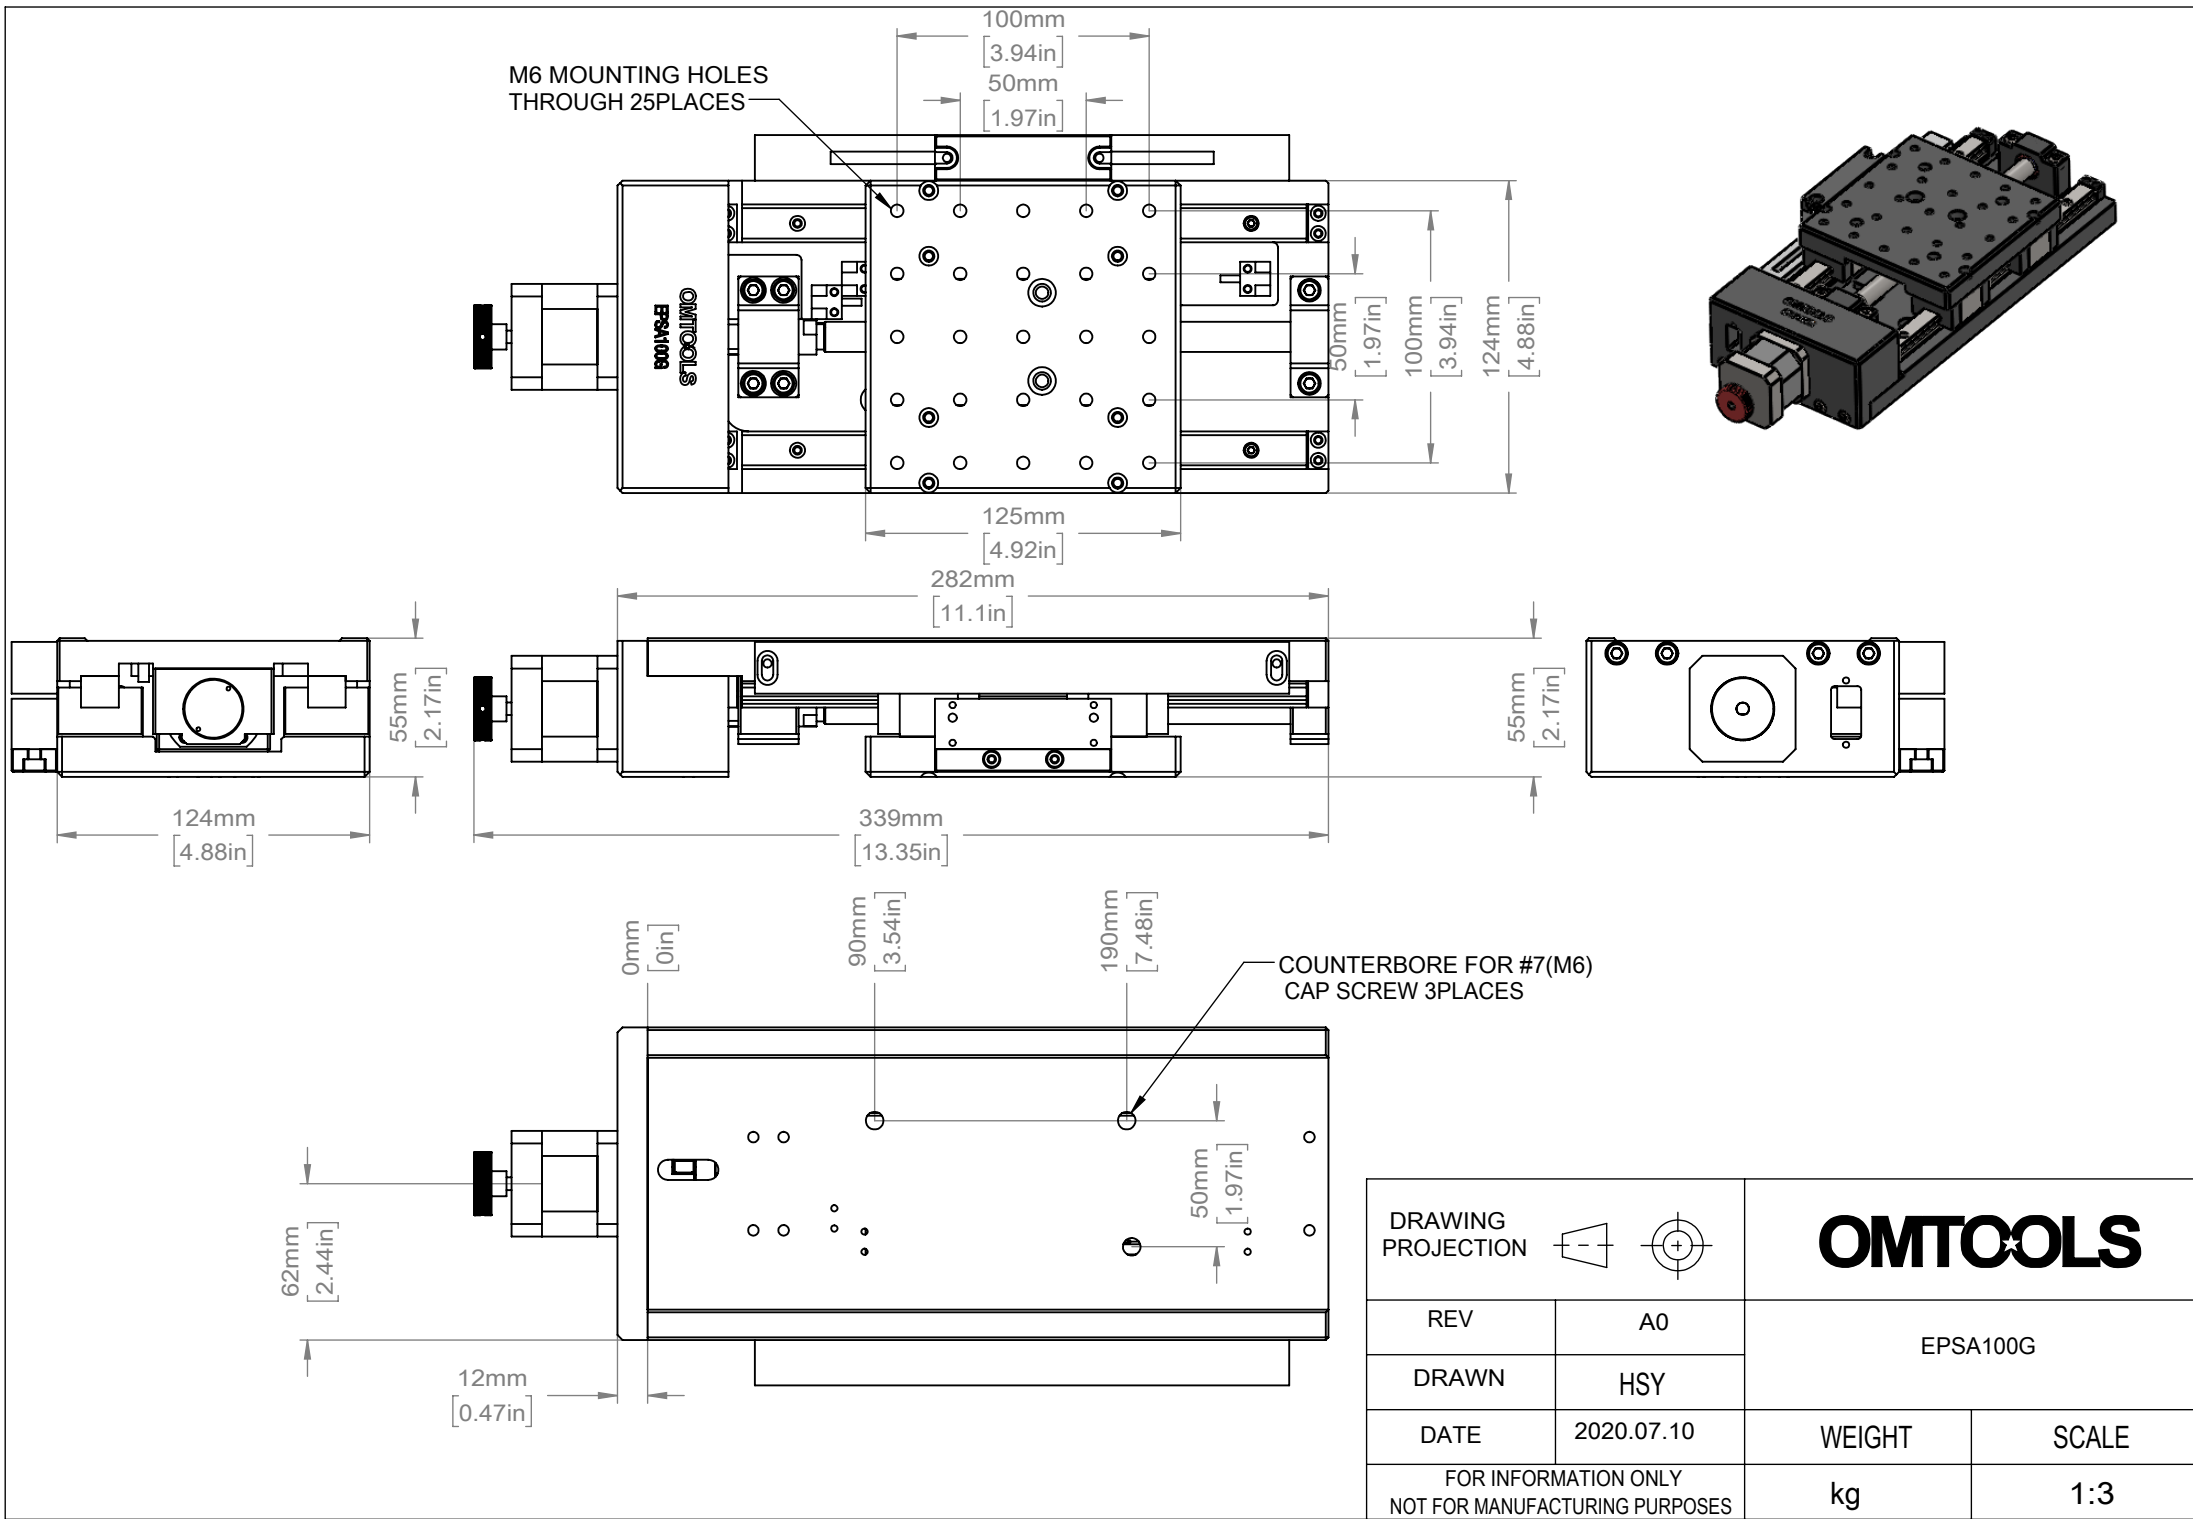 100mm
[3.94in]
M6 MOUNTING HOLES
THROUGH 25PLACES
50mm
[1.97in]
OMTOOLS
EPSA100G
50mm
[1.97in]
100mm
[3.94in]
124mm
[4.88in]
125mm
[4.92in]
282mm
[11.1in]
55mm
[2.17in]
55mm
[2.17in]
124mm
[4.88in]
339mm
[13.35in]
0mm
[0in]
90mm
[3.54in]
190mm
[7.48in]
COUNTERBORE FOR #7(M6)
CAP SCREW 3PLACES
50mm
[1.97in]
62mm
[2.44in]
12mm
[0.47in]
DRAWING
PROJECTION
OMTOOLS
REV
A0
EPSA100G
DRAWN
HSY
DATE
2020.07.10
WEIGHT
SCALE
FOR INFORMATION ONLY
NOT FOR MANUFACTURING PURPOSES
kg
1:3